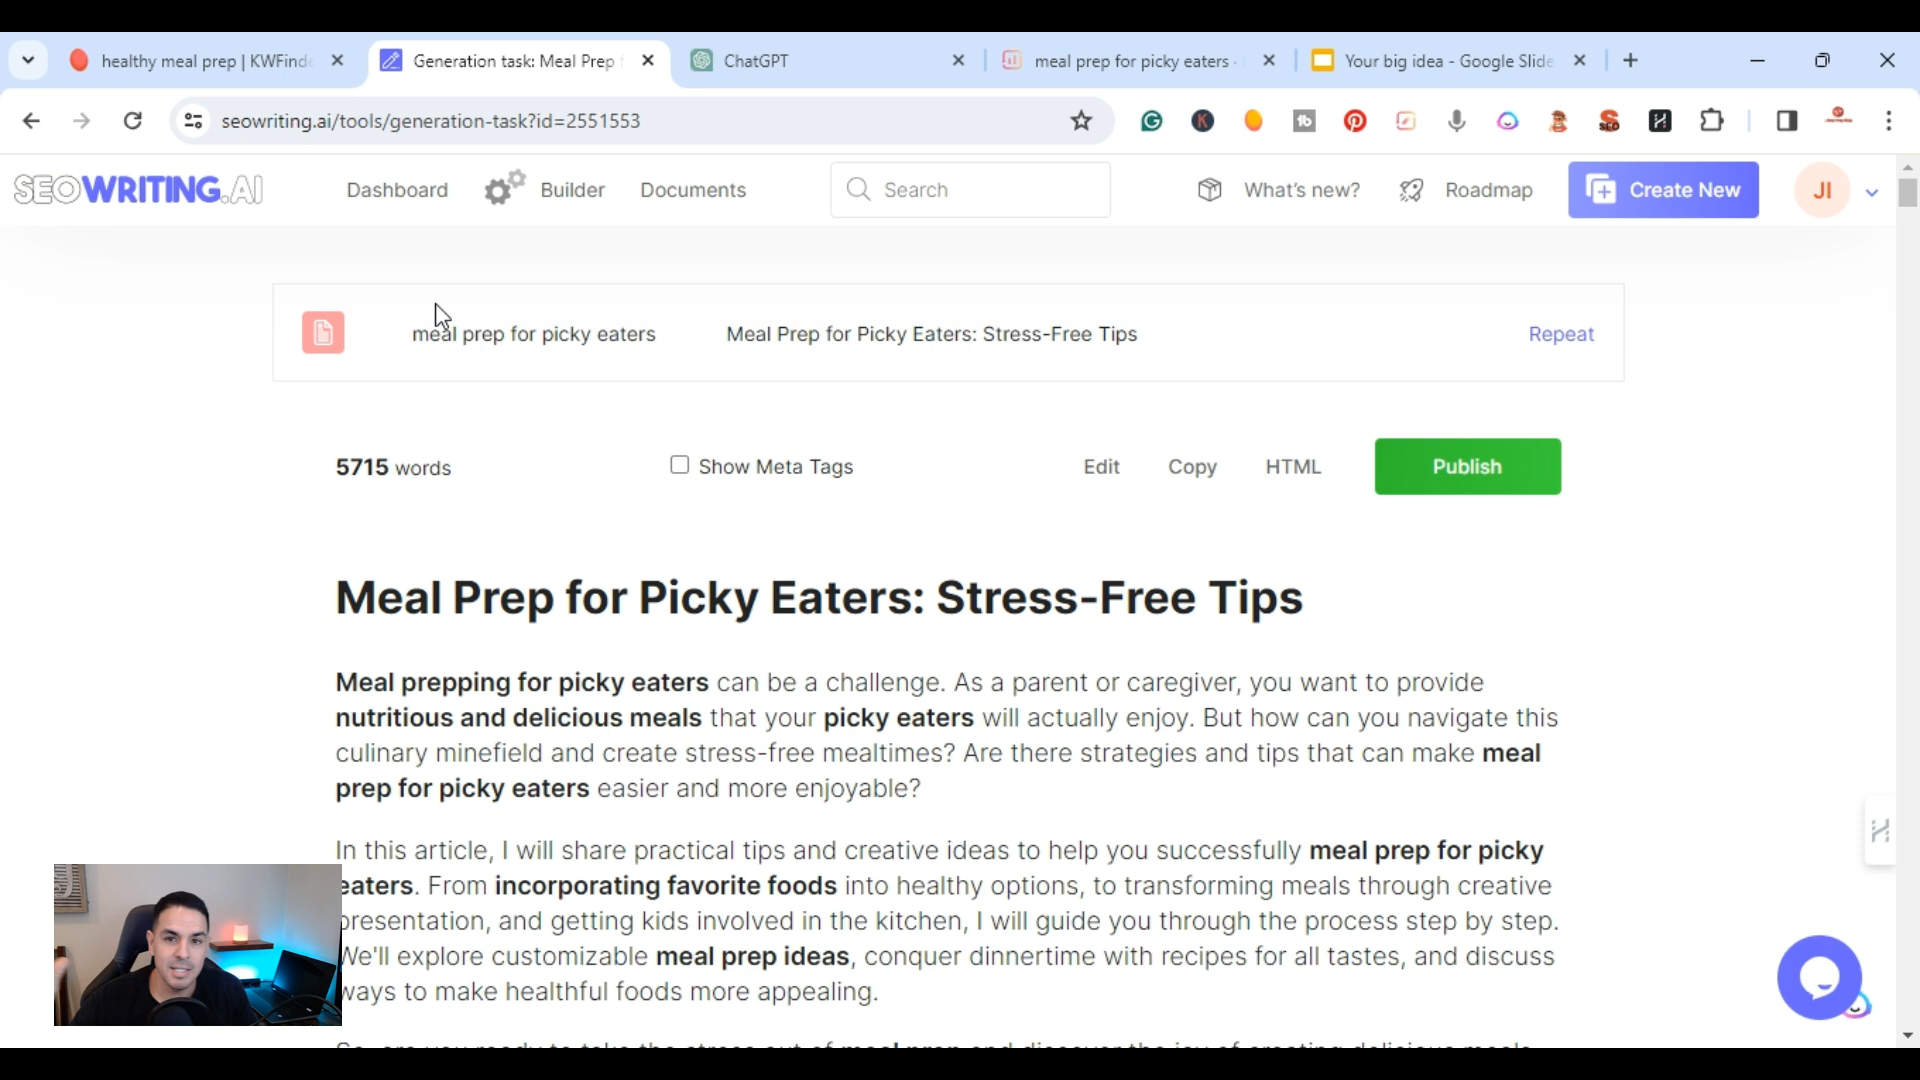 healthy meal prep | KWFinde
Generation task: Meal Prep f
ChatGPT
meal prep for picky eaters -
Your big idea - Google Slide
seowriting.ai/tools/generation-task?id=2551553
SEOWRITING.AI
Dashboard
Builder
Documents
Search
What's new?
Roadmap
Create New
JI
meal prep for picky eaters
Meal Prep for Picky Eaters: Stress-Free Tips
Repeat
5715 words
Show Meta Tags
Edit
Copy
HTML
Publish
Meal Prep for Picky Eaters: Stress-Free Tips
Meal prepping for picky eaters can be a challenge. As a parent or caregiver, you want to provide
nutritious and delicious meals that your picky eaters will actually enjoy. But how can you navigate this
culinary minefield and create stress-free mealtimes? Are there strategies and tips that can make meal
prep for picky eaters easier and more enjoyable?
In this article, I will share practical tips and creative ideas to help you successfully meal prep for picky
eaters. From incorporating favorite foods into healthy options, to transforming meals through creative
presentation, and getting kids involved in the kitchen, I will guide you through the process step by step.
We'll explore customizable meal prep ideas, conquer dinnertime with recipes for all tastes, and discuss
ways to make healthful foods more appealing.